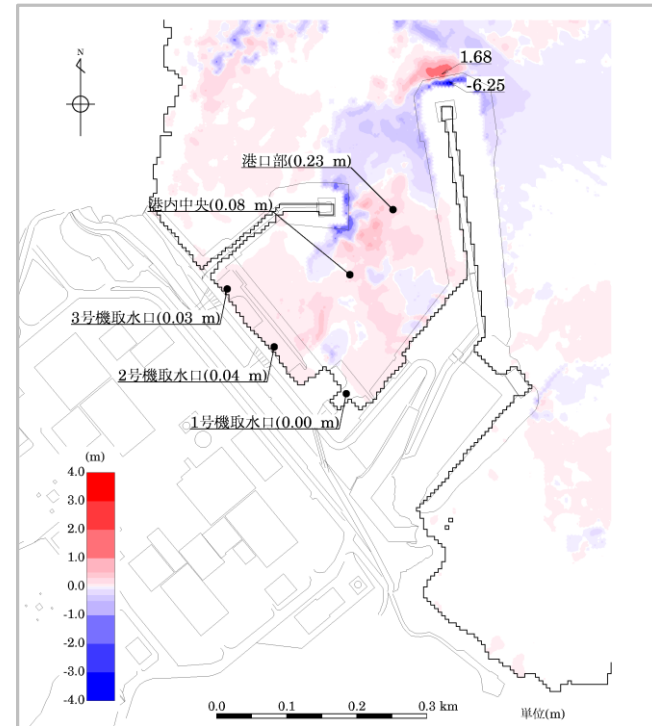 N
1.68
-6.25
港口部(0.23 m)
港内中央(0.08 m)
3号機取水口(0.03 m)
2号機取水口(0.04 m)
1号機取水口(0.00 m)
(m)
4.0
3.0
2.0
1.0
0.0
-1.0
-2.0
-3.0
-4.0
0.0 0.1 0.2 0.3 km
単位(m)